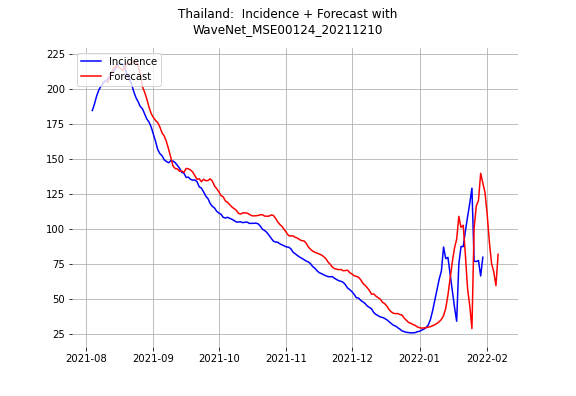 Thailand:  Incidence + Forecast with
WaveNet_MSE00124_20211210
Incidence
Forecast
225
200
175
150
125
100
75
50
25
2021-08 2021-09 2021-10 2021-11 2021-12 2022-01 2022-02